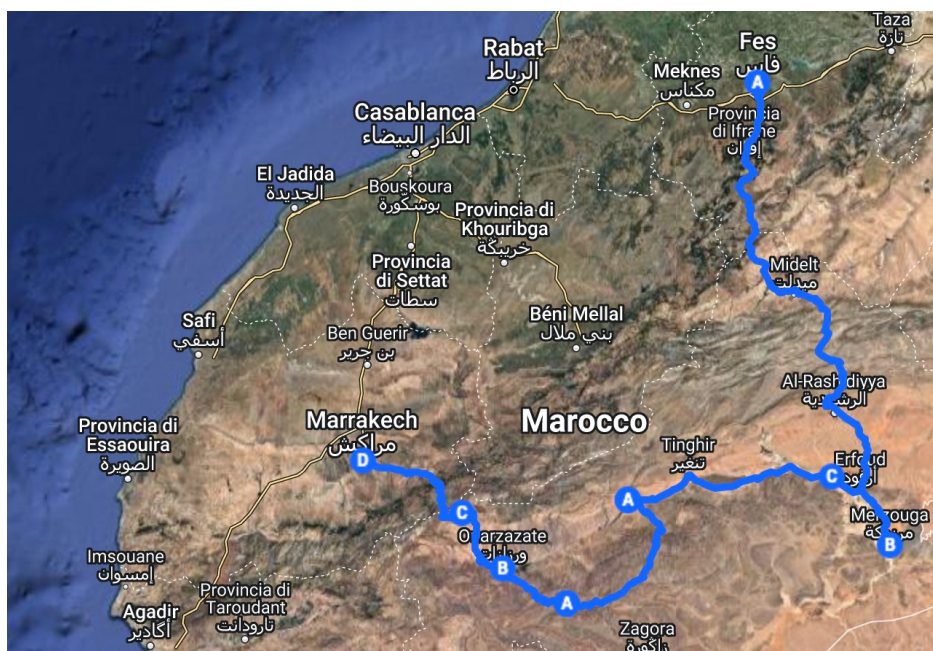 Taza
تازة
Fes
فاس
A
Rabat
الرباط
Meknes
مكناس
Provincia
di Ifrane
إفران
Casablanca
الدار البيضاء
El Jadida
الجديدة
Bouskoura
بوسكورة
Provincia di
Khouribga
خريبكة
Provincia
di Settat
سطات
Midelt
ميدلت
Safi
أسفي
Ben Guerir
بن جرير
Béni Mellal
بني ملال
Al-Rashidiyya
الرشيدية
Marrakech
مراكش
D
Marocco
Provincia di
Essaouira
الصويرة
Tinghir
تنغير
Erfoud
أرفود
C
A
C
Merzouga
مرزوكة
B
Ouarzazate
ورزازات
B
Imsouane
إمسوان
Provincia di
Taroudant
تارودانت
A
Agadir
أكادير
Zagora
زاكورة